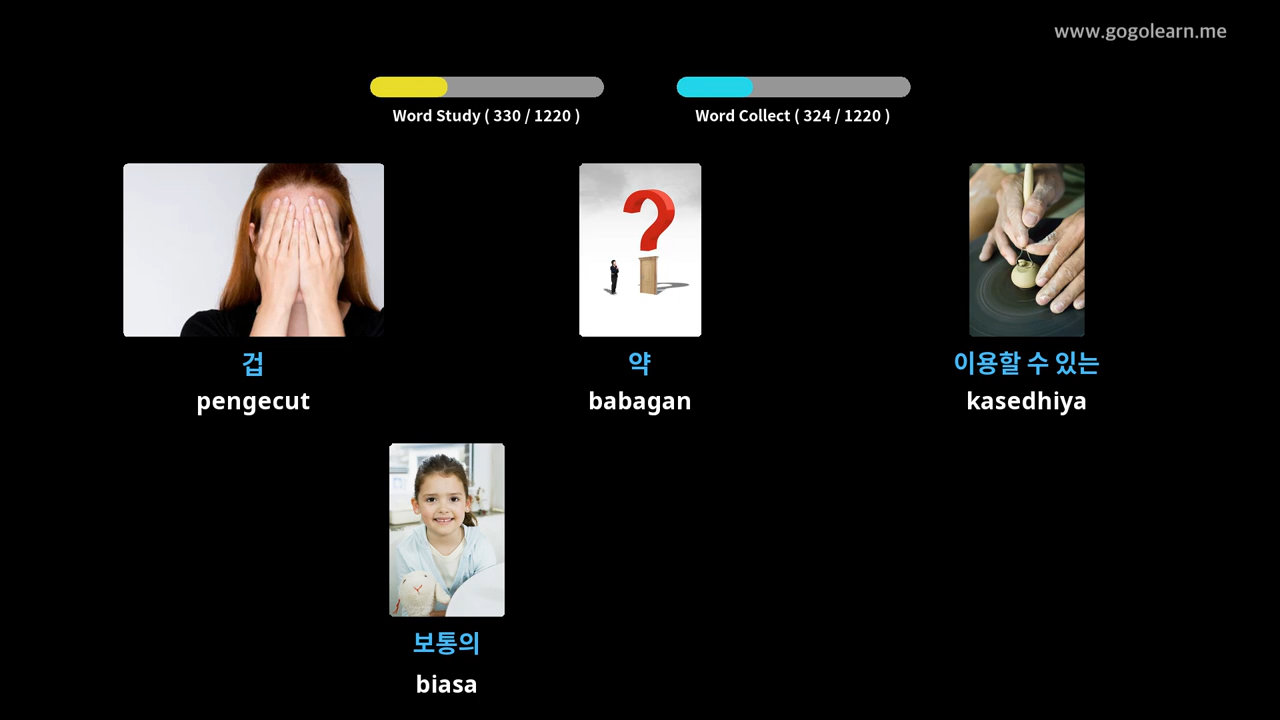 www.gogolearn.me
Word Study ( 330 / 1220 )
Word Collect ( 324 / 1220 )
겁
pengecut
약
babagan
이용할 수 있는
kasedhiya
보통의
biasa